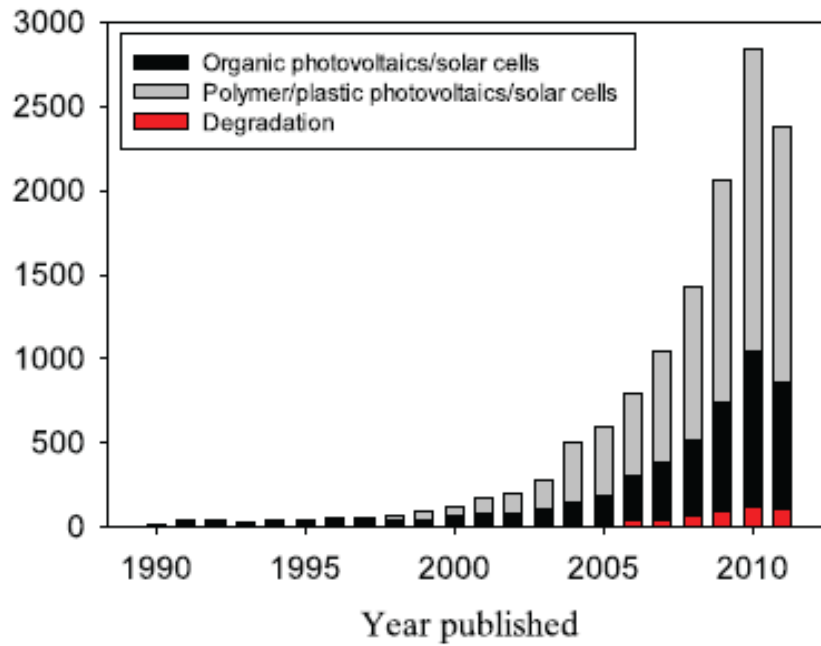 3000
2500
2000
1500
1000
500
0
Organic photovoltaics/solar cells
Polymer/plastic photovoltaics/solar cells
Degradation
1990 1995 2000 2005 2010
Year published